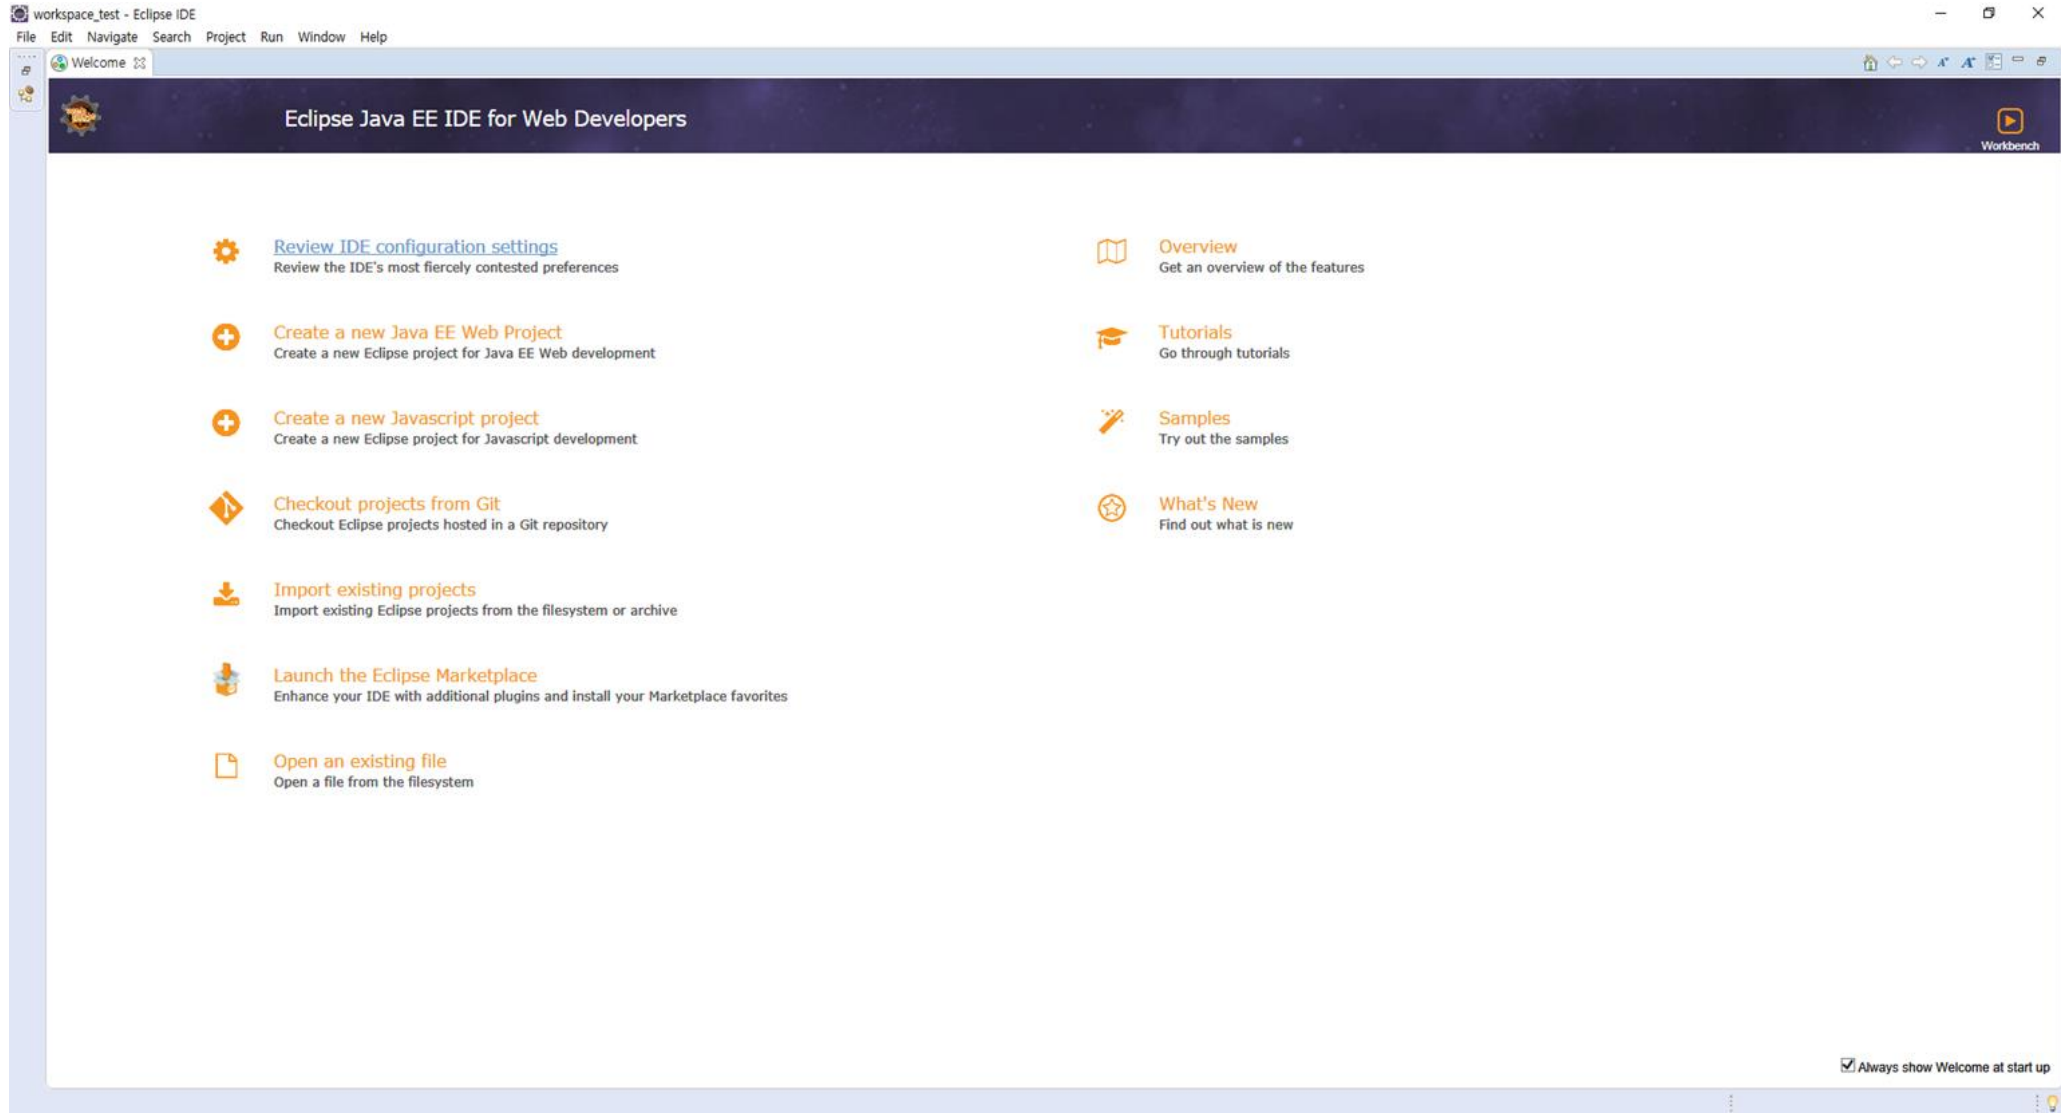 workspace_test - Eclipse IDE
File Edit Navigate Search Project Run Window Help
Welcome
Eclipse Java EE IDE for Web Developers
Workbench
Review IDE configuration settings
Review the IDE's most fiercely contested preferences
Create a new Java EE Web Project
Create a new Eclipse project for Java EE Web development
Create a new Javascript project
Create a new Eclipse project for Javascript development
Checkout projects from Git
Checkout Eclipse projects hosted in a Git repository
Import existing projects
Import existing Eclipse projects from the filesystem or archive
Launch the Eclipse Marketplace
Enhance your IDE with additional plugins and install your Marketplace favorites
Open an existing file
Open a file from the filesystem
Overview
Get an overview of the features
Tutorials
Go through tutorials
Samples
Try out the samples
What's New
Find out what is new
Always show Welcome at start up